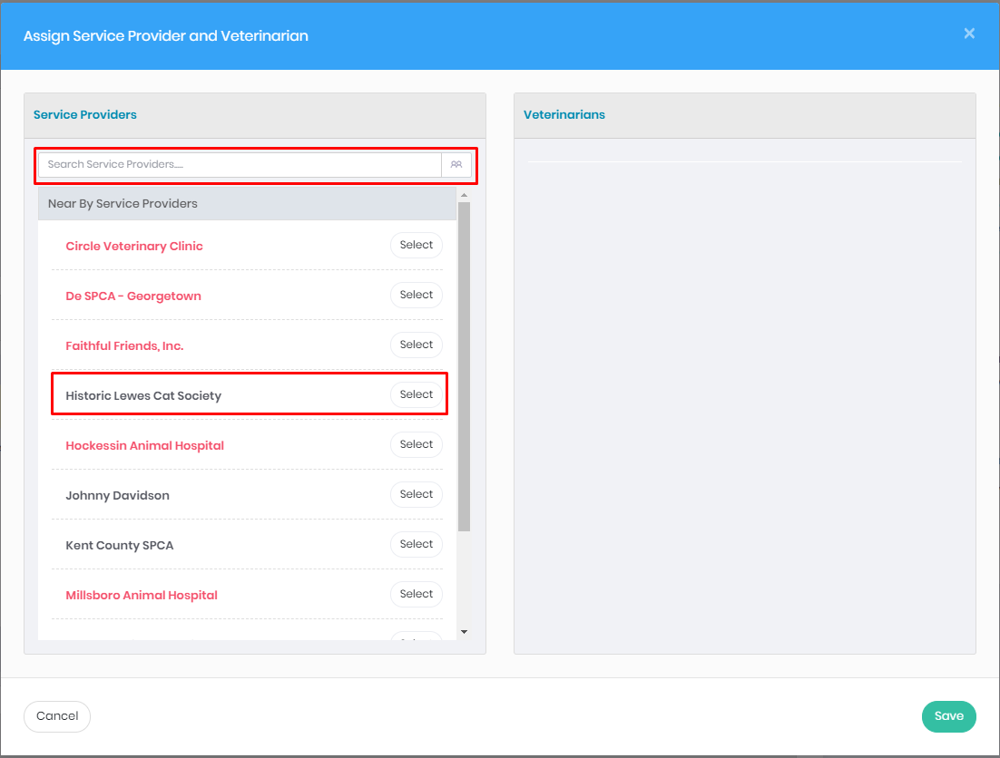 Assign Service Provider and Veterinarian
Service Providers
Search Service Providers.....
Near By Service Providers
Circle Veterinary Clinic Select
De SPCA - Georgetown Select
Faithful Friends, Inc. Select
Historic Lewes Cat Society Select
Hockessin Animal Hospital Select
Johnny Davidson Select
Kent County SPCA Select
Millsboro Animal Hospital Select
Veterinarians
Cancel
Save